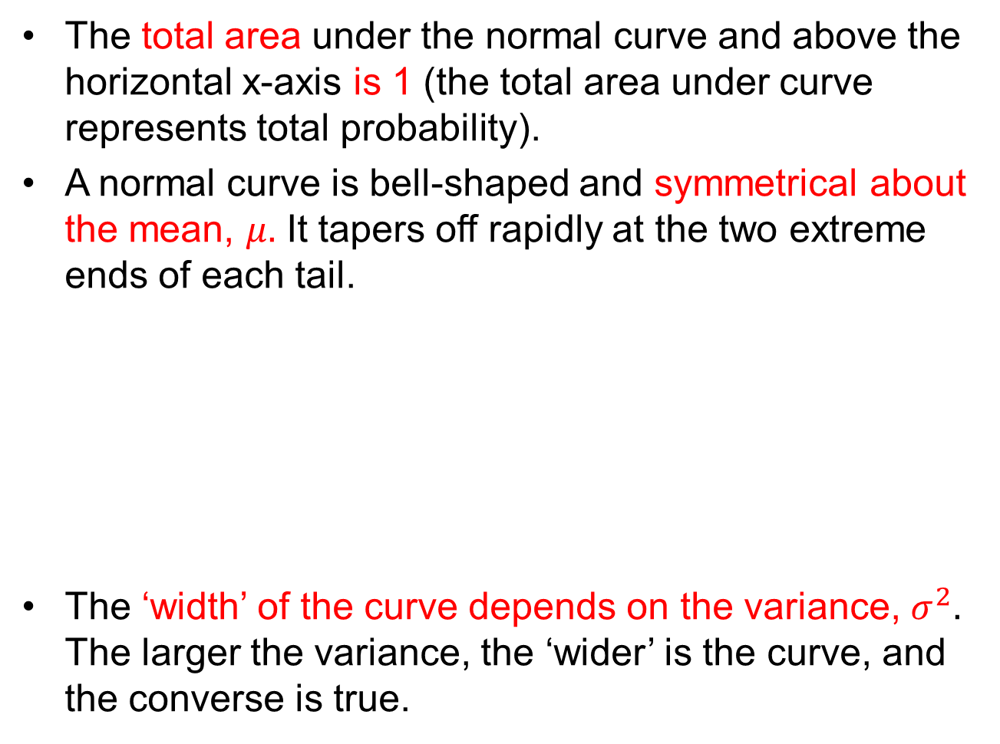 • The total area under the normal curve and above the
horizontal x-axis is 1 (the total area under curve
represents total probability).
• A normal curve is bell-shaped and symmetrical about
the mean, 𝜇. It tapers off rapidly at the two extreme
ends of each tail.
• The ‘width’ of the curve depends on the variance, 𝜎².
The larger the variance, the ‘wider’ is the curve, and
the converse is true.